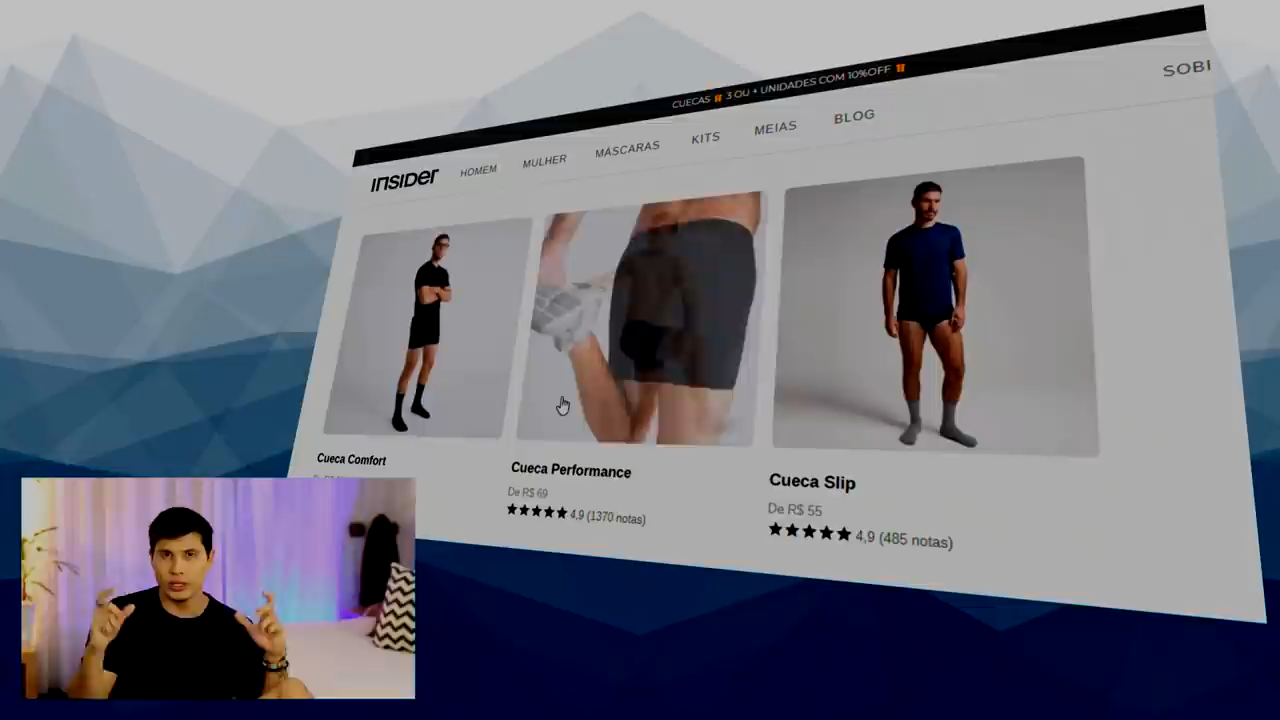 CUECAS 3 OU + UNIDADES COM 10%OFF
INSIDER
HOMEM
MULHER
MÁSCARAS
KITS
MEIAS
BLOG
SOBI
Cueca Comfort
Cueca Performance
De R$ 69
4,9 (1370 notas)
Cueca Slip
De R$ 55
4,9 (485 notas)